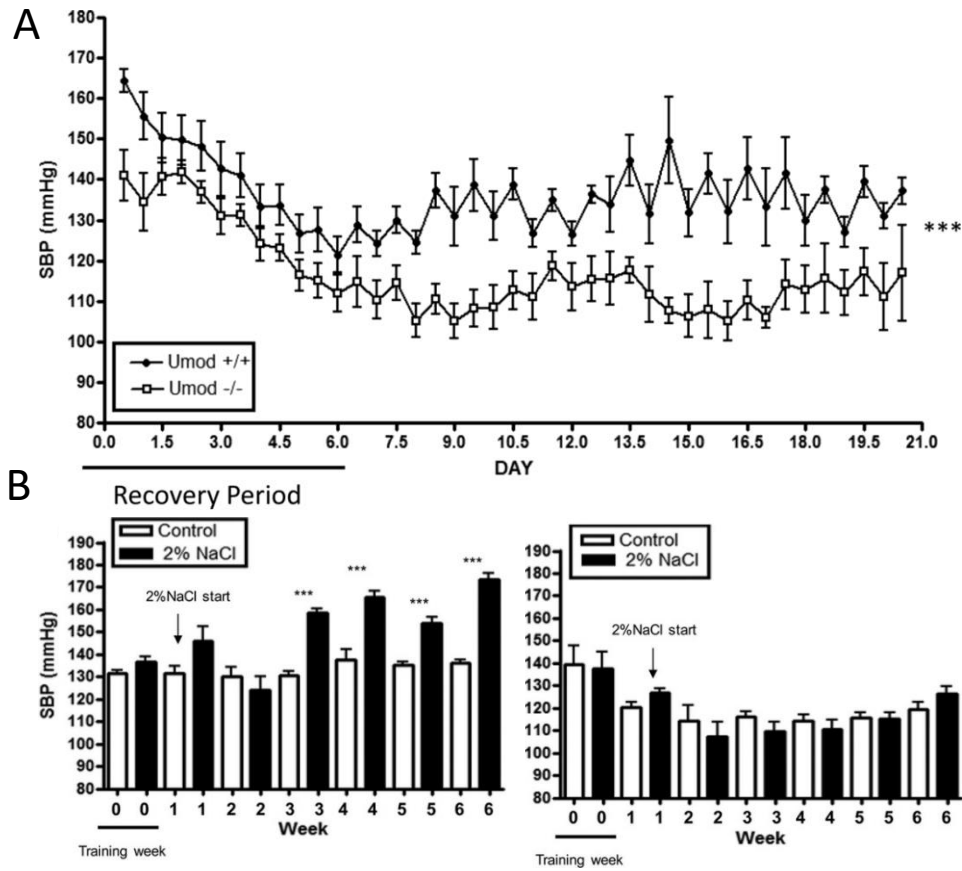 A
180
170
160
150
140
130
120
110
100
90
80
SBP (mmHg)
Umod +/+
Umod -/-
***
0.0 1.5 3.0 4.5 6.0 7.5 9.0 10.5 12.0 13.5 15.0 16.5 18.0 19.5 21.0
DAY
Recovery Period
B
Control
2% NaCl
190
180
170
160
150
140
130
120
110
100
90
80
SBP (mmHg)
2%NaCl start
***
***
***
***
0 0 1 1 2 2 3 3 4 4 5 5 6 6
Week
Training week
Control
2% NaCl
190
180
170
160
150
140
130
120
110
100
90
80
2%NaCl start
0 0 1 1 2 2 3 3 4 4 5 5 6 6
Week
Training week